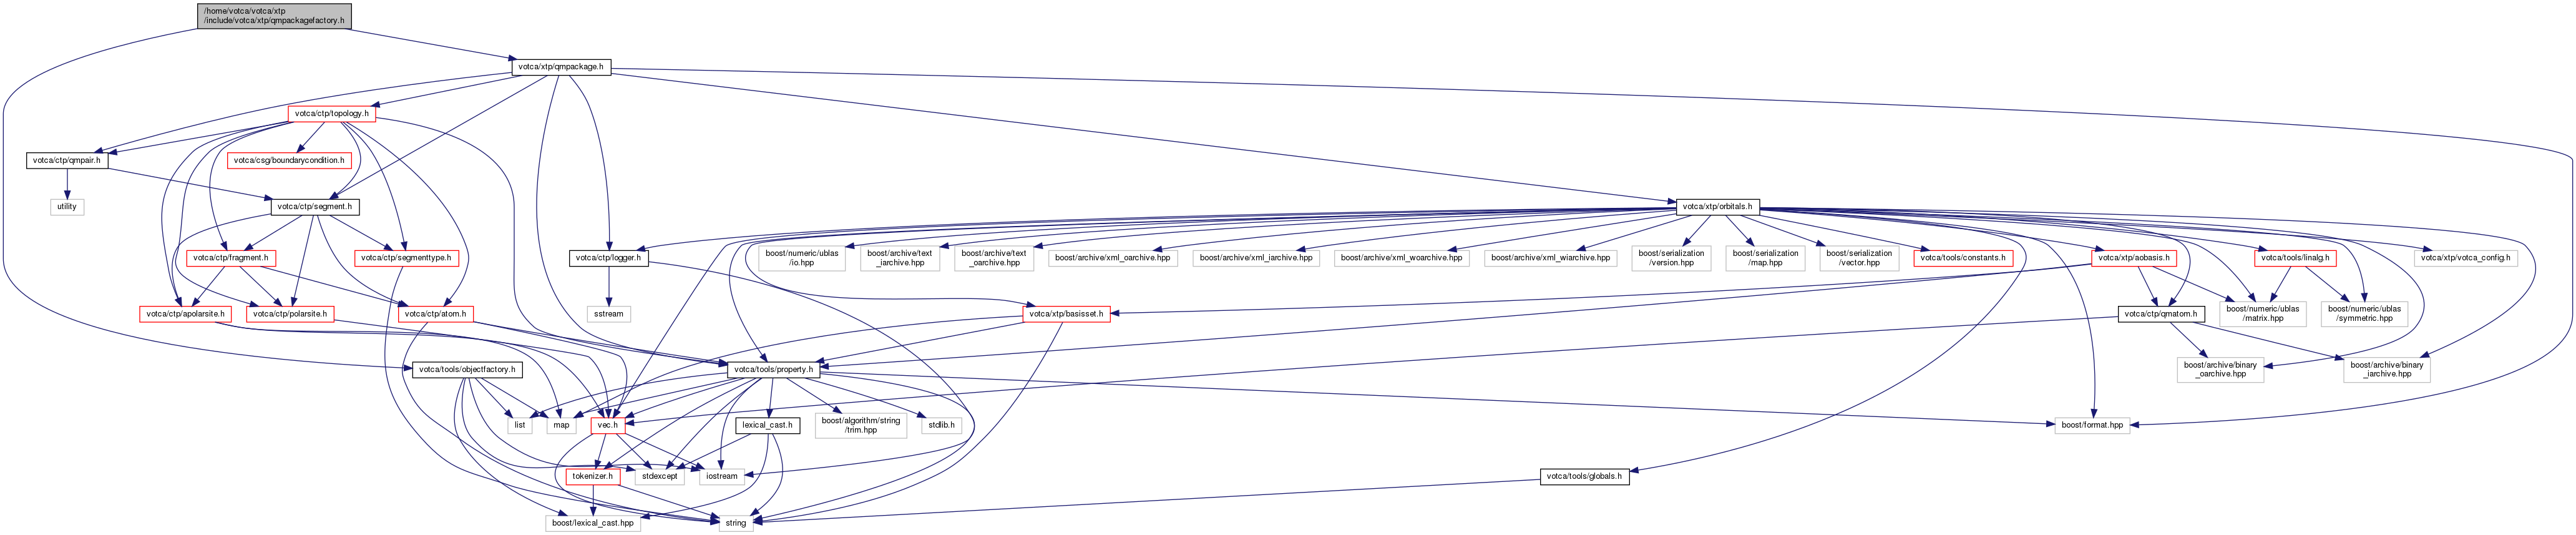 /home/votca/votca/xtp
/include/votca/xtp/qmpackagefactory.h
votca/xtp/qmpackage.h
votca/ctp/topology.h
votca/ctp/qmpair.h
votca/csg/boundarycondition.h
utility
votca/ctp/segment.h
votca/xtp/orbitals.h
votca/ctp/fragment.h
votca/ctp/segmenttype.h
votca/ctp/logger.h
boost/numeric/ublas
/io.hpp
boost/archive/text
_iarchive.hpp
boost/archive/text
_oarchive.hpp
boost/archive/xml_oarchive.hpp
boost/archive/xml_iarchive.hpp
boost/archive/xml_woarchive.hpp
boost/archive/xml_wiarchive.hpp
boost/serialization
/version.hpp
boost/serialization
/map.hpp
boost/serialization
/vector.hpp
votca/tools/constants.h
votca/xtp/aobasis.h
votca/tools/linalg.h
votca/xtp/votca_config.h
votca/ctp/apolarsite.h
votca/ctp/polarsite.h
votca/ctp/atom.h
sstream
votca/xtp/basisset.h
votca/ctp/qmatom.h
boost/numeric/ublas
/matrix.hpp
boost/numeric/ublas
/symmetric.hpp
votca/tools/objectfactory.h
votca/tools/property.h
boost/archive/binary
_oarchive.hpp
boost/archive/binary
_iarchive.hpp
list
map
vec.h
lexical_cast.h
boost/algorithm/string
/trim.hpp
stdlib.h
boost/format.hpp
tokenizer.h
stdexcept
iostream
votca/tools/globals.h
boost/lexical_cast.hpp
string